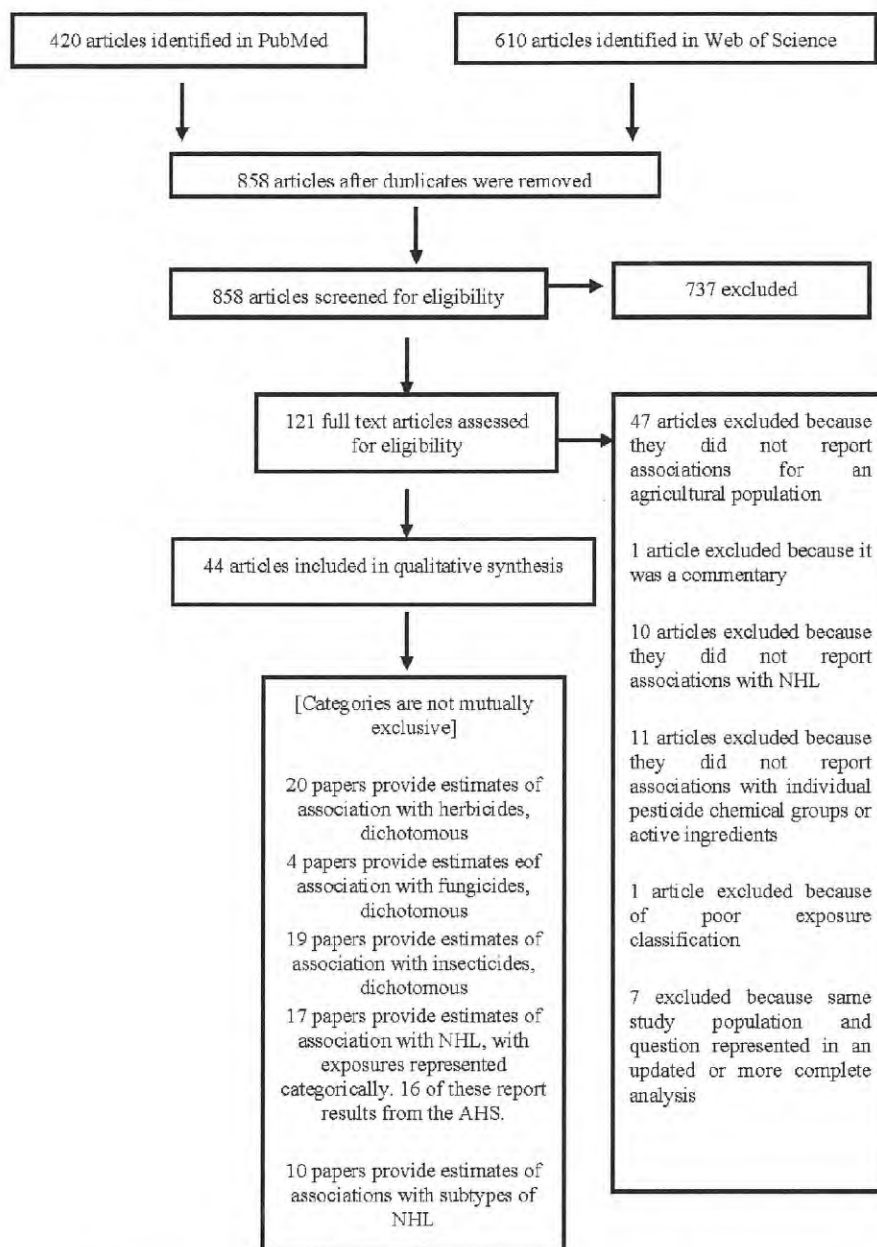 420 articles identified in PubMed
610 articles identified in Web of Science
858 articles after duplicates were removed
858 articles screened for eligibility
737 excluded
121 full text articles assessed
for eligibility
44 articles included in qualitative synthesis
[Categories are not mutually
exclusive]
20 papers provide estimates of
association with herbicides,
dichotomous
4 papers provide estimates eof
association with fungicides,
dichotomous
19 papers provide estimates of
association with insecticides,
dichotomous
17 papers provide estimates of
association with NHL, with
exposures represented
categorically. 16 of these report
results from the AHS.
10 papers provide estimates of
associations with subtypes of
NHL
47 articles excluded because
they did not report
associations for an
agricultural population
1 article excluded because it
was a commentary
10 articles excluded because
they did not report
associations with NHL
11 articles excluded because
they did not report
associations with individual
pesticide chemical groups or
active ingredients
1 article excluded because
of poor exposure
classification
7 excluded because same
study population and
question represented in an
updated or more complete
analysis